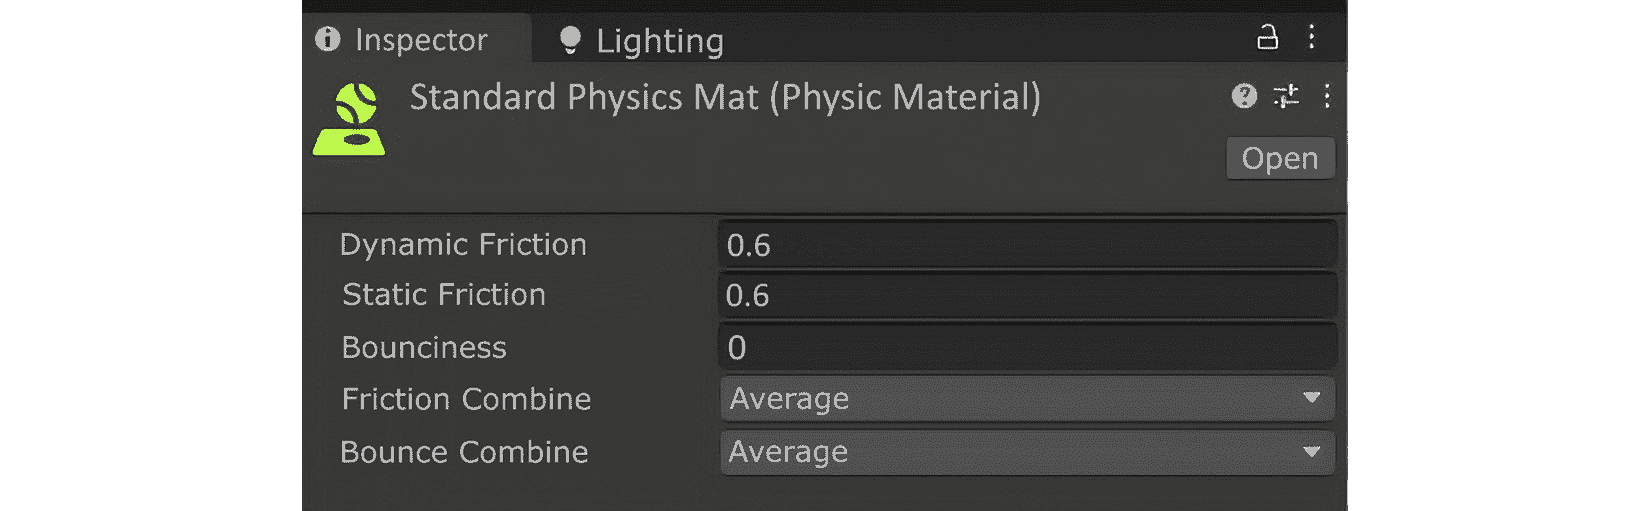 Inspector Lighting
Standard Physics Mat (Physic Material)
Open
Dynamic Friction 0.6
Static Friction 0.6
Bounciness 0
Friction Combine Average
Bounce Combine Average